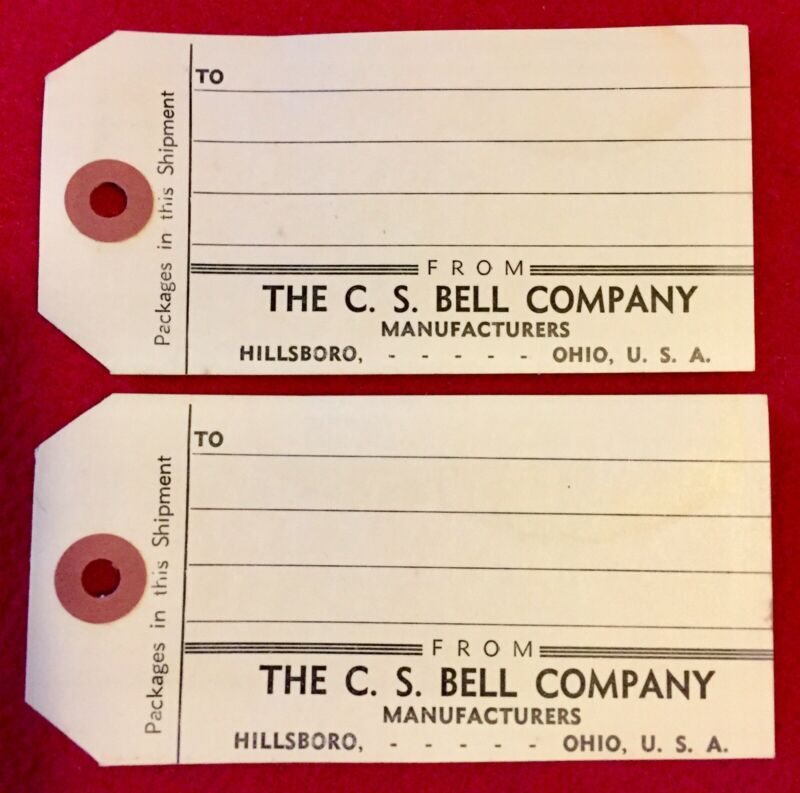 TO
Packages in this Shipment
FROM
THE C. S. BELL COMPANY
MANUFACTURERS
HILLSBORO, - - - - - OHIO, U. S. A.
TO
Packages in this Shipment
FROM
THE C. S. BELL COMPANY
MANUFACTURERS
HILLSBORO, - - - - - OHIO, U. S. A.